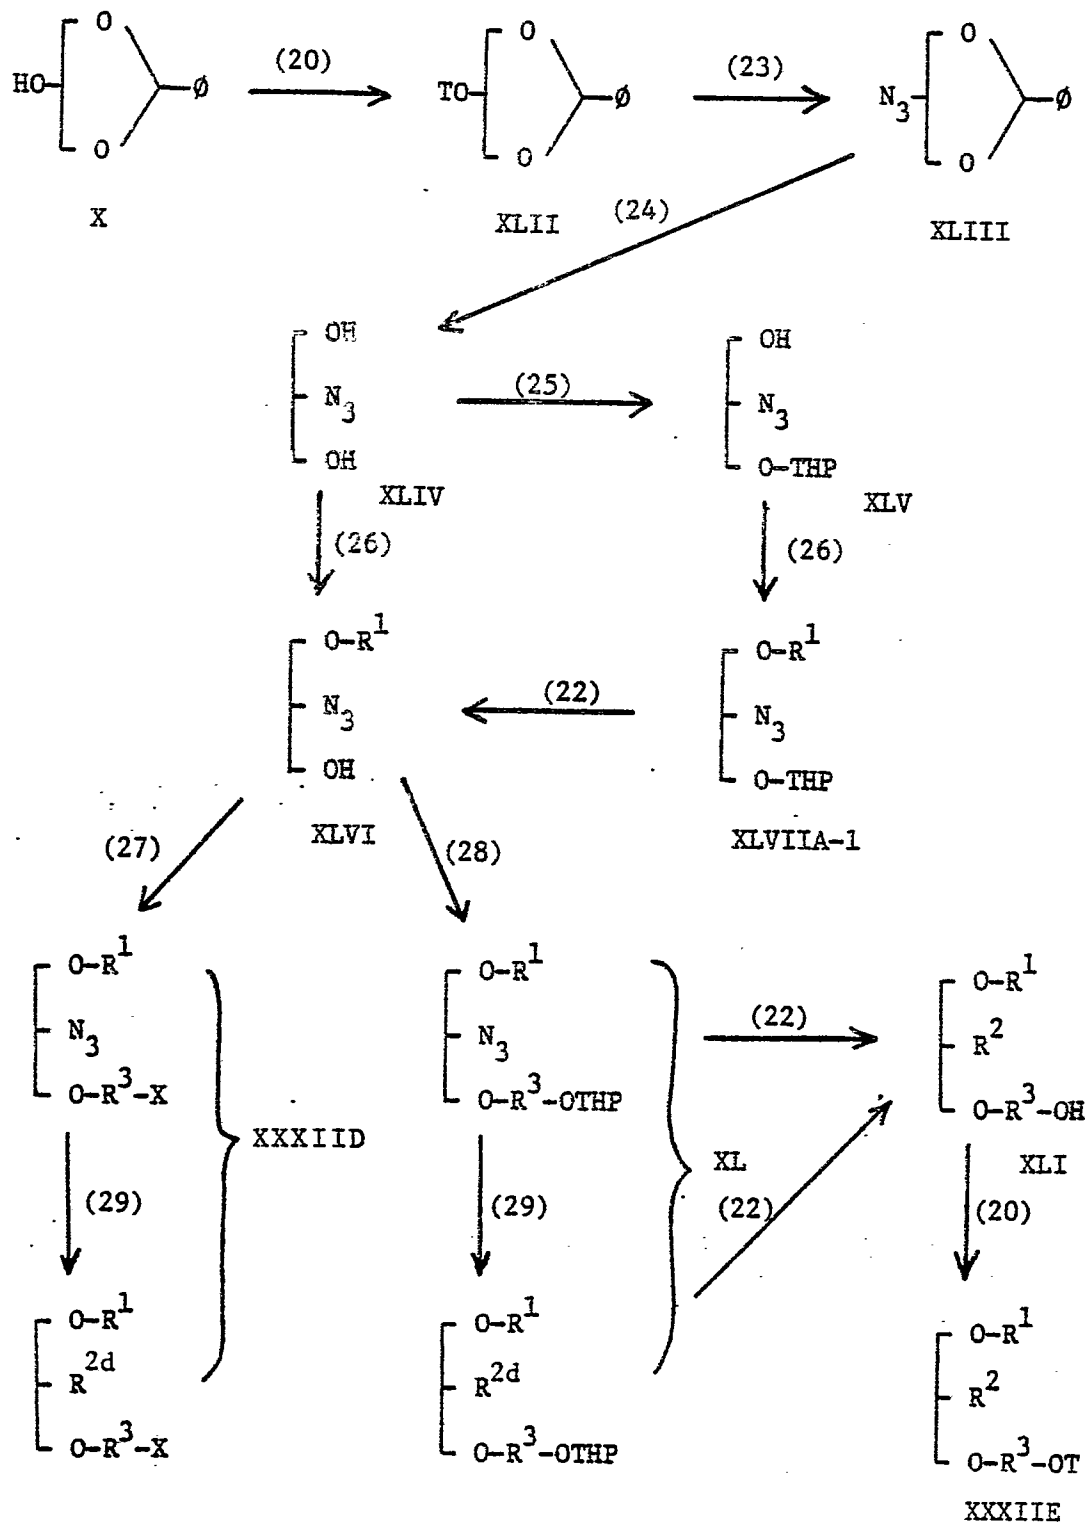 O
O
O
(20)
(23)
HO
Ø
TO
Ø
N3
Ø
O
O
O
X
XLII
(24)
XLIII
OH
OH
N3
(25)
N3
OH
O-THP
XLIV
XLV
(26)
(26)
O-R1
O-R1
N3
(22)
N3
OH
O-THP
XLVI
XLVIIA-1
(27)
(28)
O-R1
O-R1
O-R1
N3
N3
(22)
R2
O-R3-X
O-R3-OTHP
O-R3-OH
XXXIID
XL
XLI
(29)
(29)
(22)
(20)
O-R1
O-R1
O-R1
R2d
R2d
R2
O-R3-X
O-R3-OTHP
O-R3-OT
XXXIIE